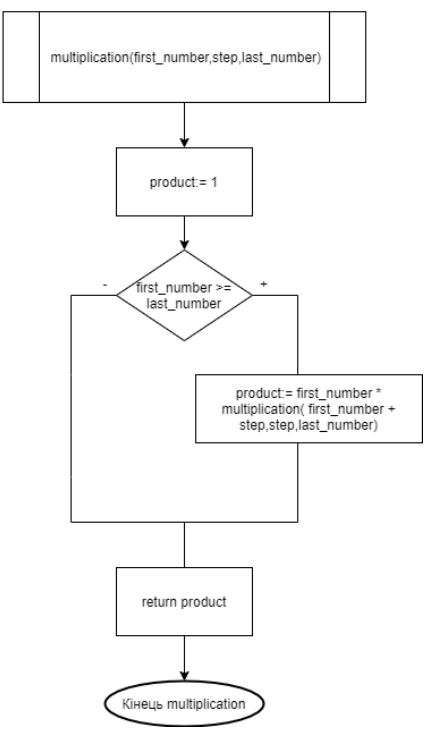 multiplication(first_number,step,last_number)
product:= 1
-
first_number >=
last_number
+
product:= first_number *
multiplication( first_number +
step,step,last_number)
return product
Кінець multiplication